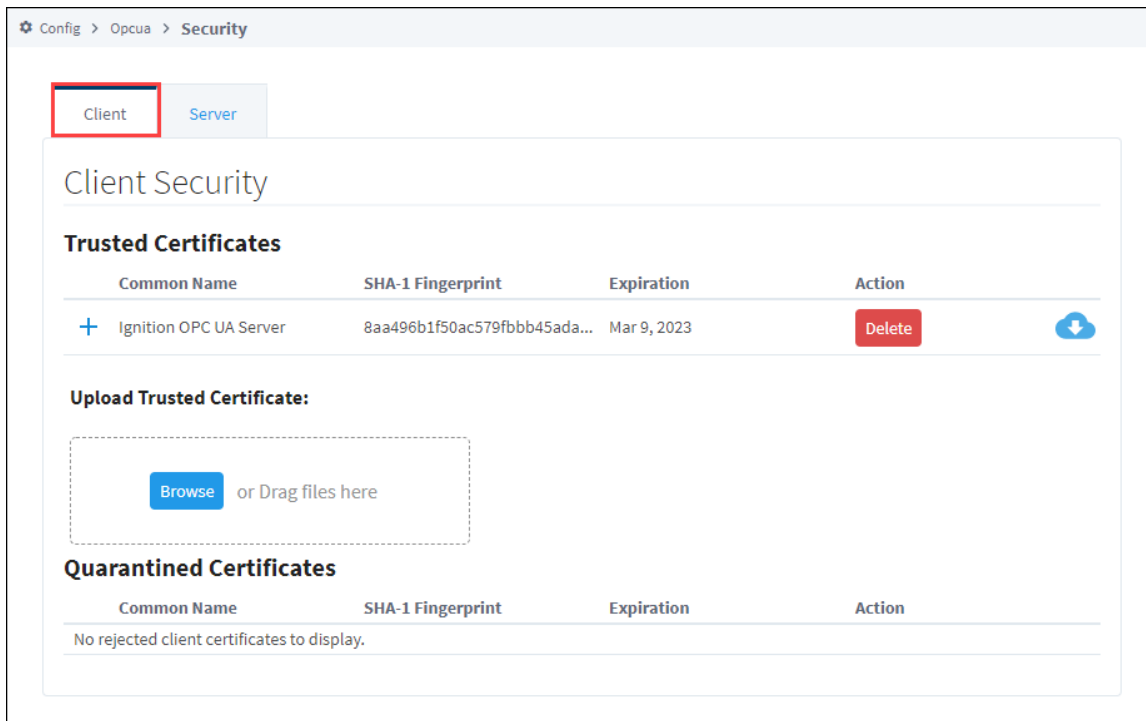 Config > Opcua > Security
Client Server
Client Security
Trusted Certificates
Common Name SHA-1 Fingerprint Expiration Action
Ignition OPC UA Server 8aa496b1f50ac579fbbb45ada... Mar 9, 2023 Delete
Upload Trusted Certificate:
Browse or Drag files here
Quarantined Certificates
Common Name SHA-1 Fingerprint Expiration Action
No rejected client certificates to display.